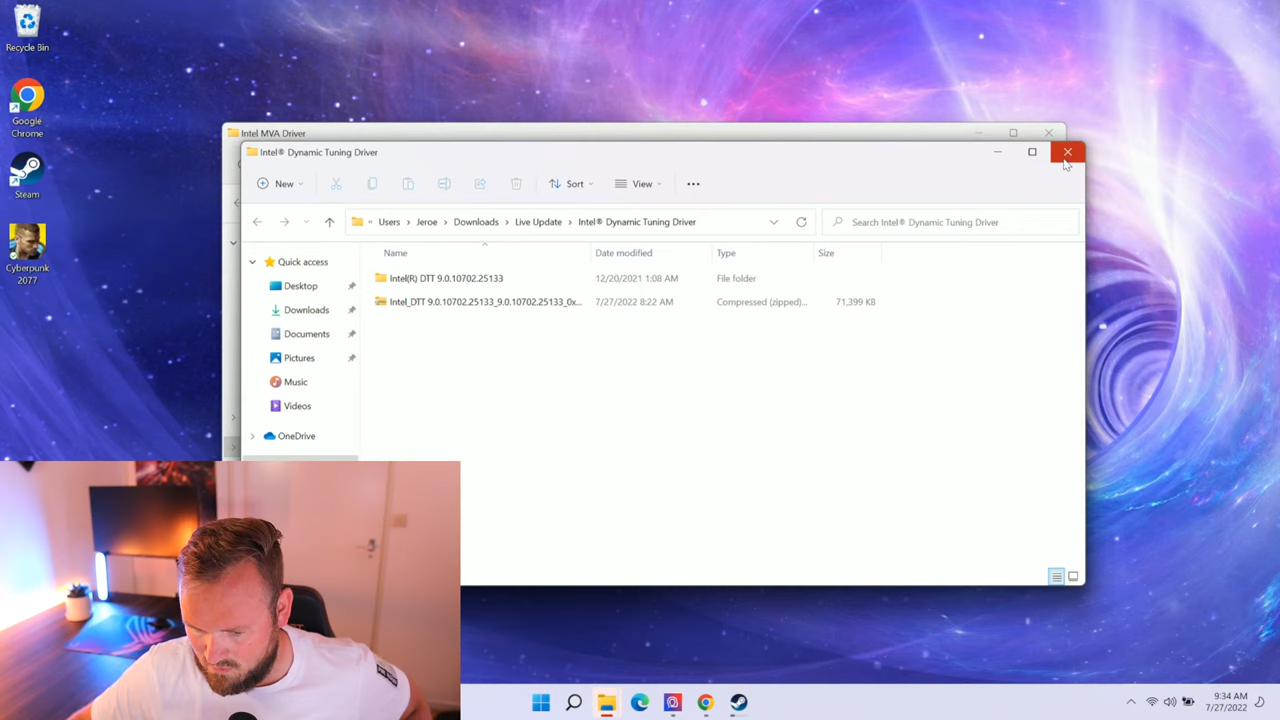 Recycle Bin
Google
Chrome
Steam
Cyberpunk
2077
Intel MVA Driver
Intel® Dynamic Tuning Driver
New
Sort
View
Users
Jeroe
Downloads
Live Update
Intel® Dynamic Tuning Driver
Search Intel® Dynamic Tuning Driver
Name
Date modified
Type
Size
Quick access
Desktop
Downloads
Documents
Pictures
Music
Videos
OneDrive
Intel(R) DTT 9.0.10702.25133
12/20/2021 1:08 AM
File folder
Intel_DTT 9.0.10702.25133_9.0.10702.25133_0x...
7/27/2022 8:22 AM
Compressed (zipped)...
71,399 KB
9:34 AM
7/27/2022